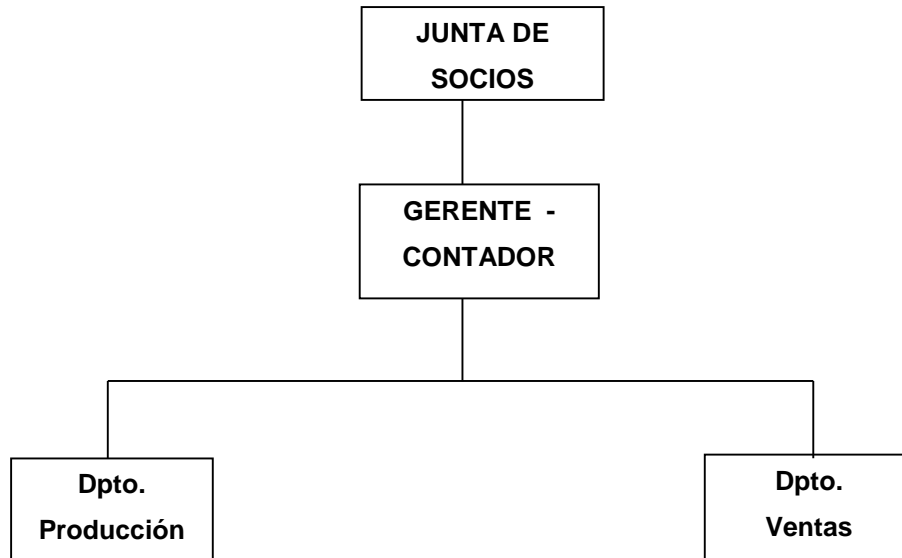 JUNTA DE
SOCIOS
GERENTE -
CONTADOR
Dpto.
Producción
Dpto.
Ventas